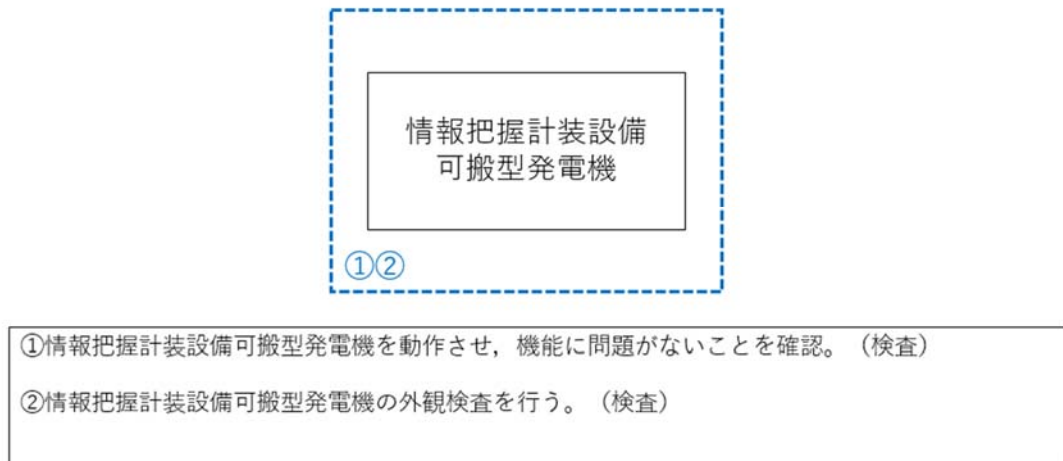 情報把握計装設備
可搬型発電機
①②
①情報把握計装設備可搬型発電機を動作させ，機能に問題がないことを確認。（検査）
②情報把握計装設備可搬型発電機の外観検査を行う。（検査）